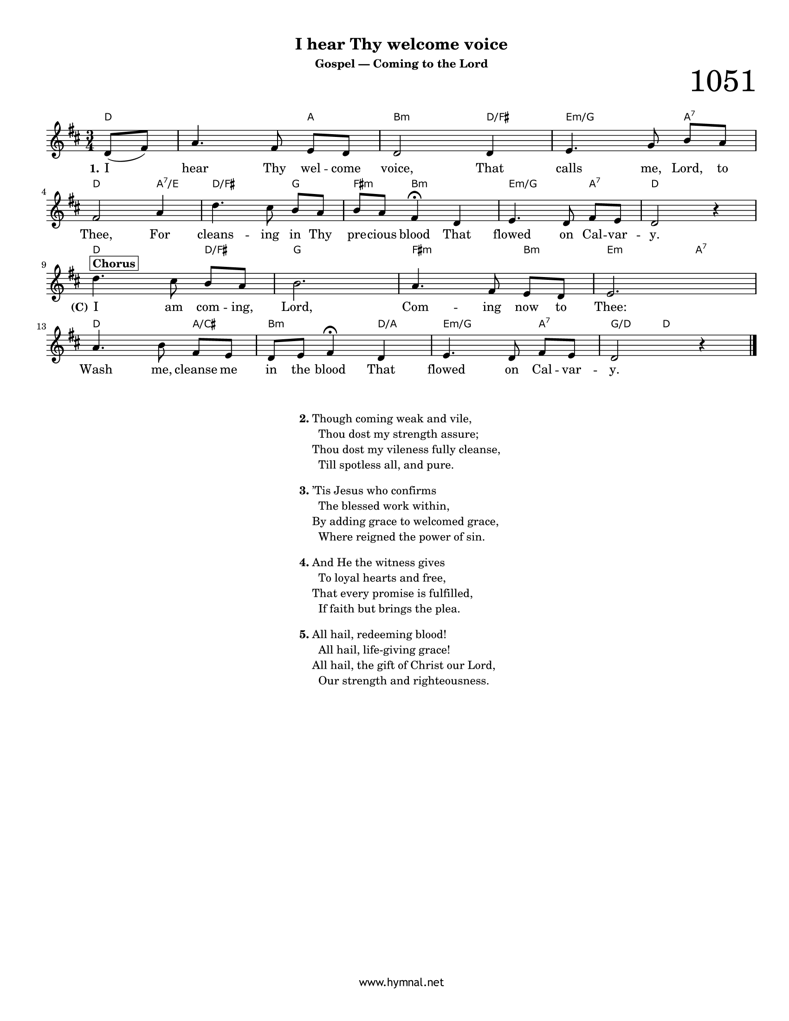 I hear Thy welcome voice
Gospel — Coming to the Lord
1051
D A Bm D/F♯ Em/G A7
3
4
1. I hear Thy wel - come voice, That calls me, Lord, to
4
D A7/E D/F♯ G F♯m Bm Em/G A7 D
Thee, For cleans - ing in Thy precious blood That flowed on Cal - var - y.
9
D D/F♯ G F♯m Bm Em A7
Chorus
(C) I am com - ing, Lord, Com - ing now to Thee:
13
D A/C♯ Bm D/A Em/G A7 G/D D
Wash me, cleanse me in the blood That flowed on Cal - var - y.
2. Though coming weak and vile,
Thou dost my strength assure;
Thou dost my vileness fully cleanse,
Till spotless all, and pure.
3. 'Tis Jesus who confirms
The blessed work within,
By adding grace to welcomed grace,
Where reigned the power of sin.
4. And He the witness gives
To loyal hearts and free,
That every promise is fulfilled,
If faith but brings the plea.
5. All hail, redeeming blood!
All hail, life-giving grace!
All hail, the gift of Christ our Lord,
Our strength and righteousness.
www.hymnal.net